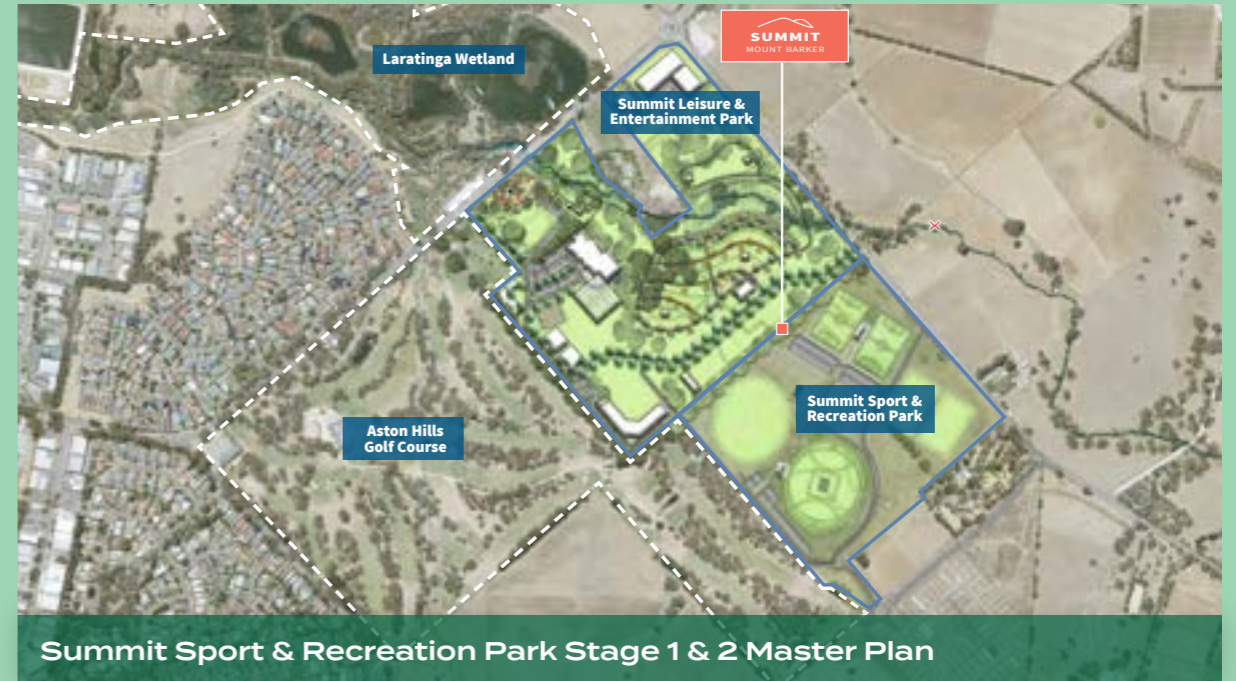 SUMMIT
MOUNT BARKER
Laratinga Wetland
Summit Leisure &
Entertainment Park
Summit Sport &
Recreation Park
Aston Hills
Golf Course
Summit Sport & Recreation Park Stage 1 & 2 Master Plan